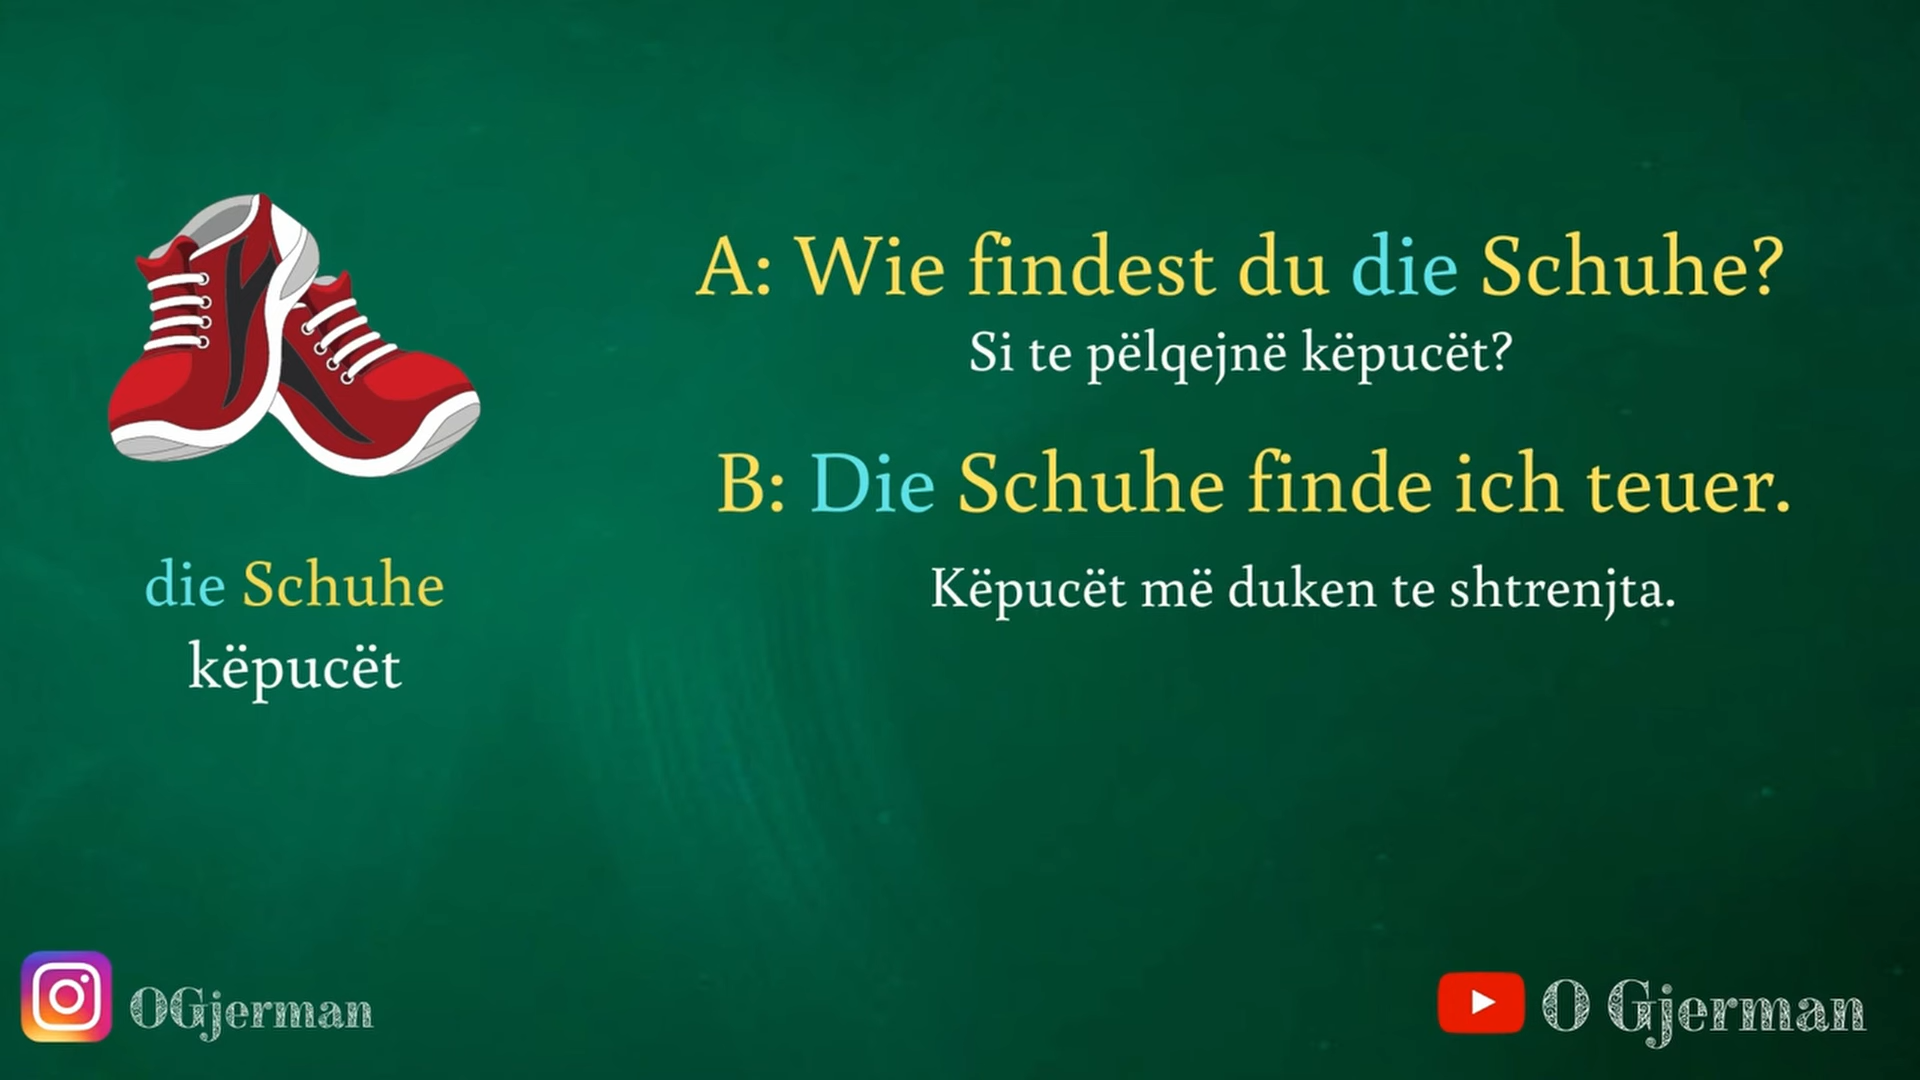 A: Wie findest du die Schuhe?
Si te pëlqejnë këpucët?
B: Die Schuhe finde ich teuer.
Këpucët më duken te shtrenjta.
die Schuhe
këpucët
OGjerman
O Gjerman